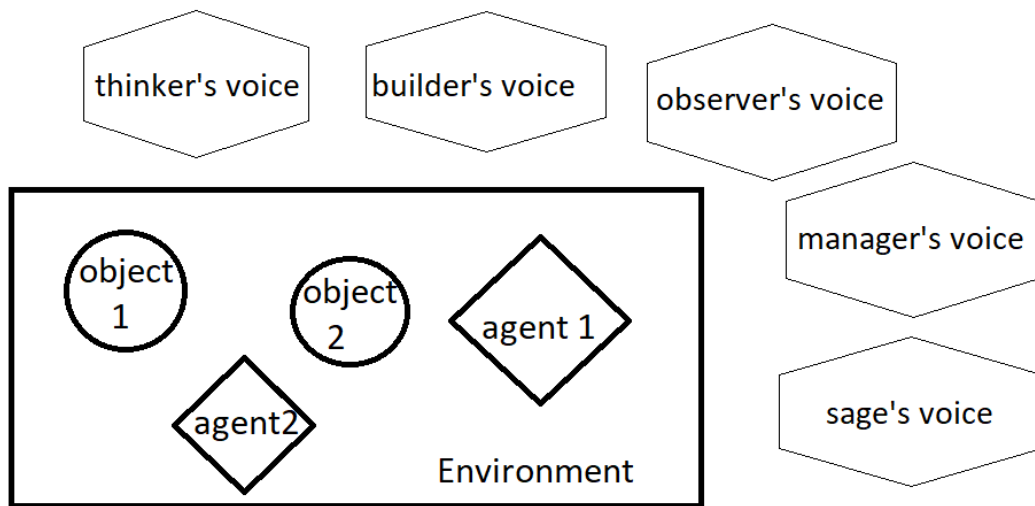 thinker's voice
builder's voice
observer's voice
manager's voice
object
1
object
2
agent 1
sage's voice
agent2
Environment